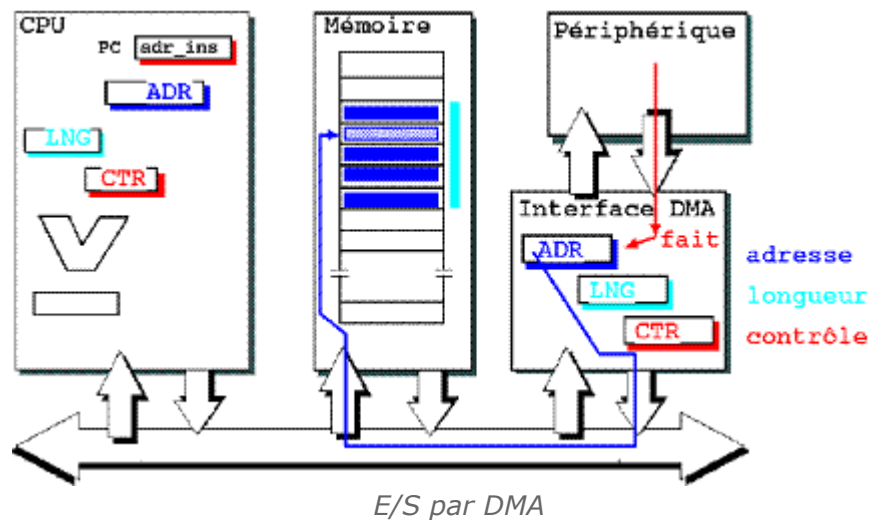 CPU
PC adr_ins
ADR
LNG
CTR
Mémoire
Périphérique
Interface DMA
fait
ADR
LNG
CTR
adresse
longueur
contrôle
E/S par DMA